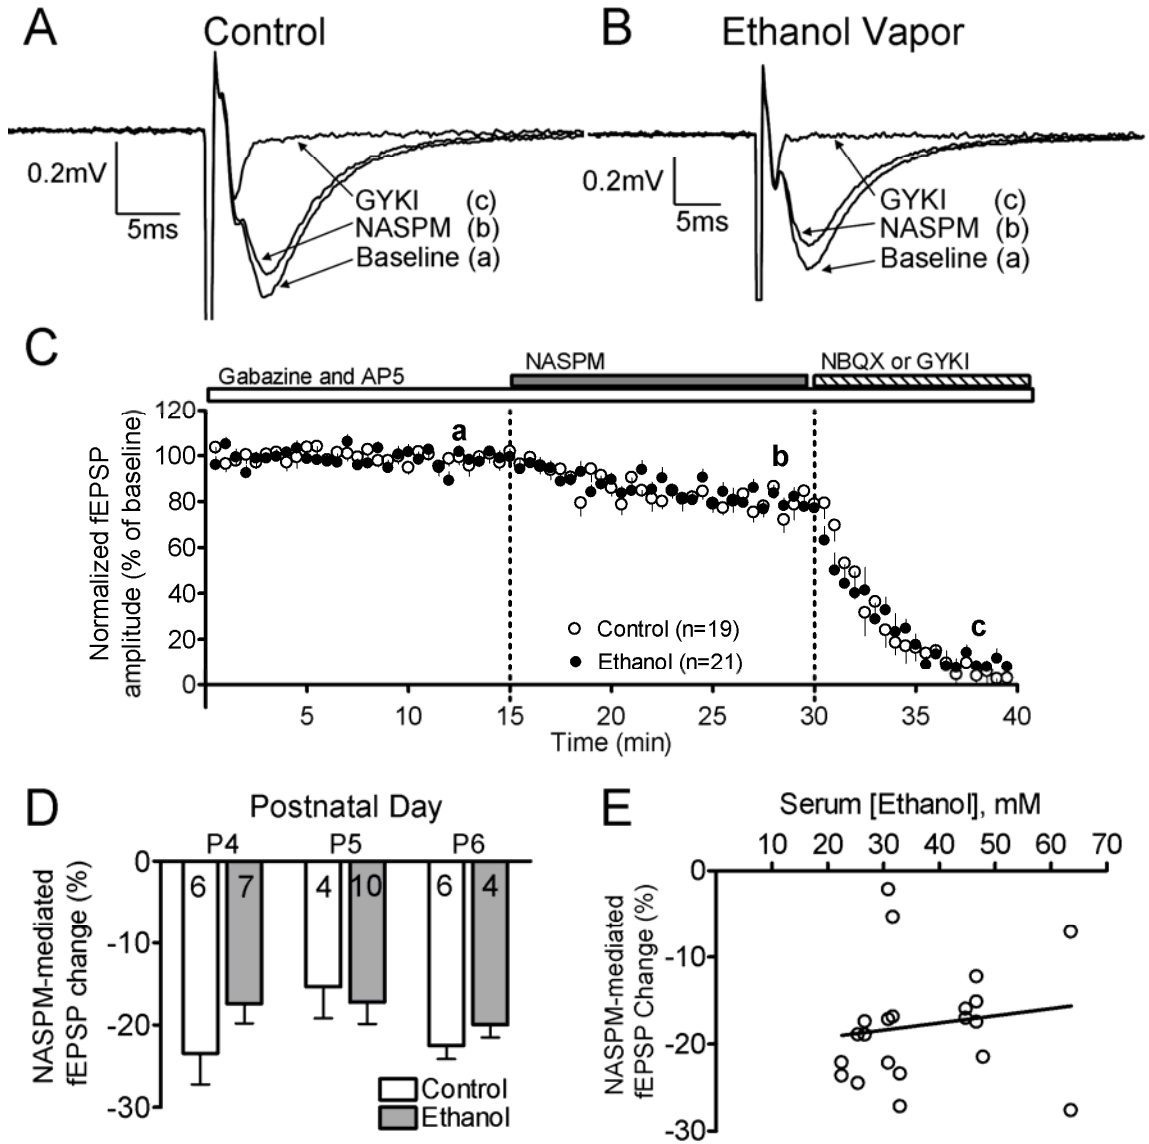 A
Control
0.2mV
5ms
GYKI (c)
NASPM (b)
Baseline (a)
B
Ethanol Vapor
0.2mV
5ms
GYKI (c)
NASPM (b)
Baseline (a)
C
Gabazine and AP5
NASPM
NBQX or GYKI
Normalized fEPSP
amplitude (% of baseline)
120
100
80
60
40
20
0
a
b
c
Control (n=19)
Ethanol (n=21)
5 10 15 20 25 30 35 40
Time (min)
D
Postnatal Day
P4 P5 P6
NASPM-mediated
fEPSP change (%)
0
-10
-20
-30
6 7 4 10 6 4
Control
Ethanol
E
Serum [Ethanol], mM
10 20 30 40 50 60 70
NASPM-mediated
fEPSP Change (%)
0
-10
-20
-30